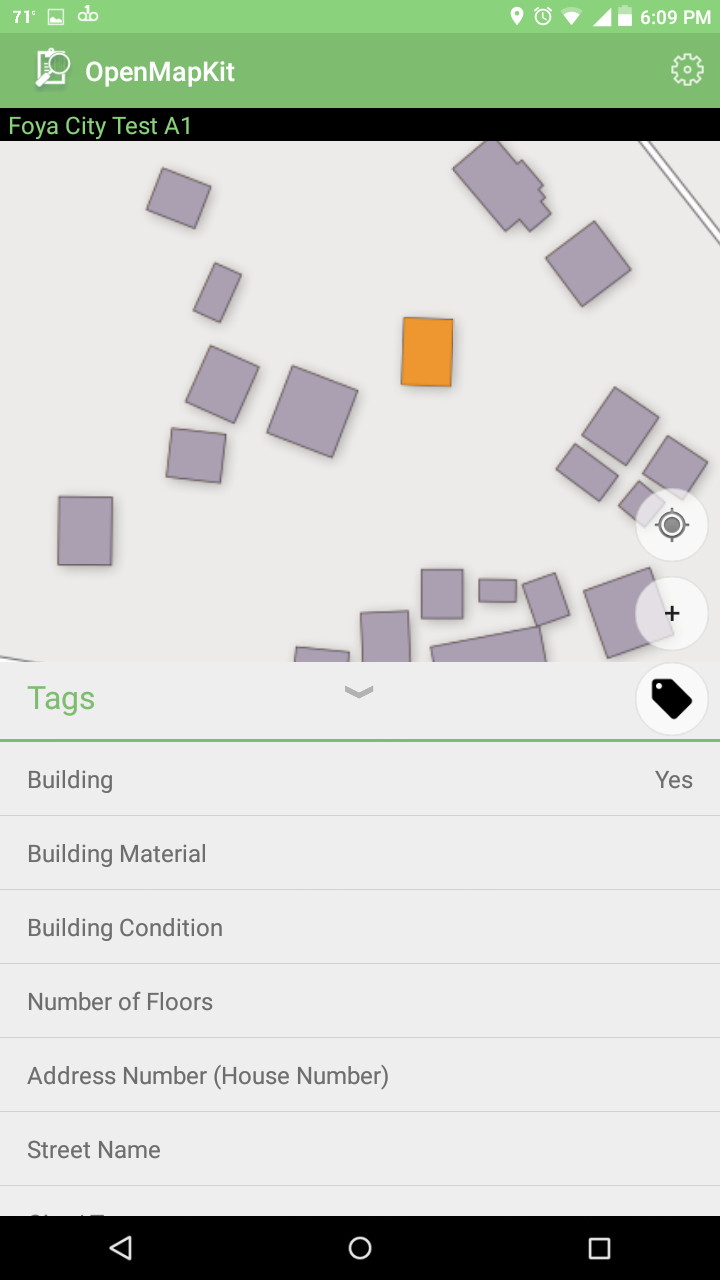 71°
6:09 PM
OpenMapKit
Foya City Test A1
+
Tags
Building Yes
Building Material
Building Condition
Number of Floors
Address Number (House Number)
Street Name